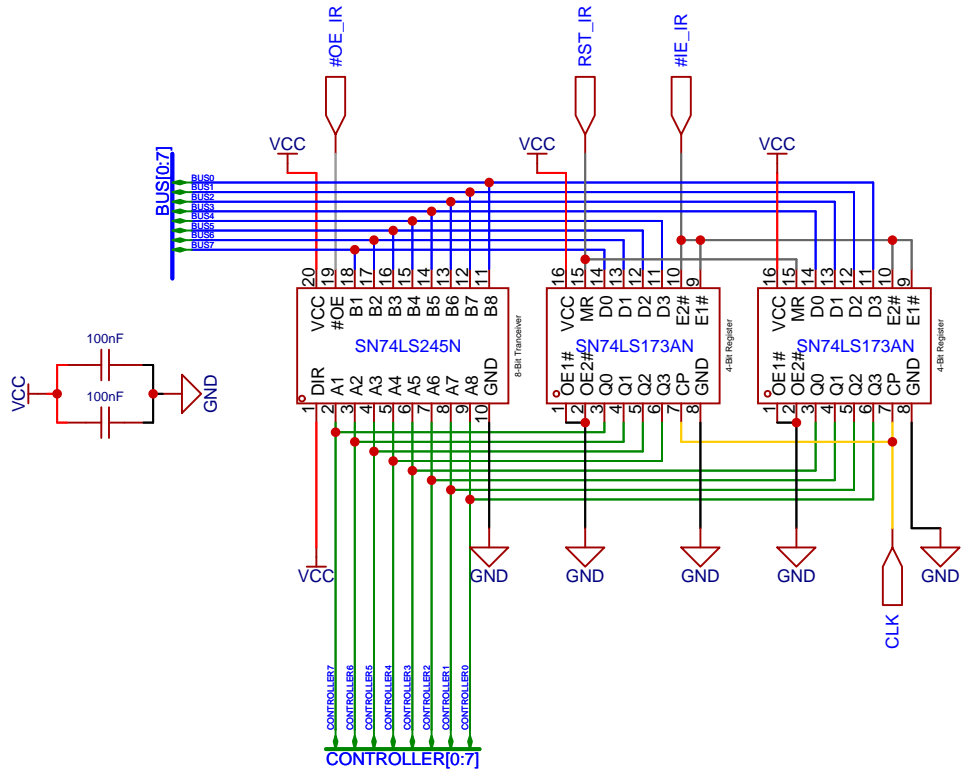 #OE_IR
RST_IR
#IE_IR
VCC
VCC
VCC
BUS[0:7]
BUS0
BUS1
BUS2
BUS3
BUS4
BUS5
BUS6
BUS7
20 19 18 17 16 15 14 13 12 11
VCC #OE B1 B2 B3 B4 B5 B6 B7 B8
SN74LS245N
DIR A1 A2 A3 A4 A5 A6 A7 A8 GND
1 2 3 4 5 6 7 8 9 10
8-Bit Tranceiver
16 15 14 13 12 11 10 9
VCC MR D0 D1 D2 D3 E2# E1#
SN74LS173AN
OE1# OE2# Q0 Q1 Q2 Q3 CP GND
1 2 3 4 5 6 7 8
4-Bit Register
16 15 14 13 12 11 10 9
VCC MR D0 D1 D2 D3 E2# E1#
SN74LS173AN
OE1# OE2# Q0 Q1 Q2 Q3 CP GND
1 2 3 4 5 6 7 8
4-Bit Register
100nF
VCC
GND
100nF
VCC
GND
GND
GND
GND
GND
CLK
CONTROLLER7
CONTROLLER6
CONTROLLER5
CONTROLLER4
CONTROLLER3
CONTROLLER2
CONTROLLER1
CONTROLLER0
CONTROLLER[0:7]